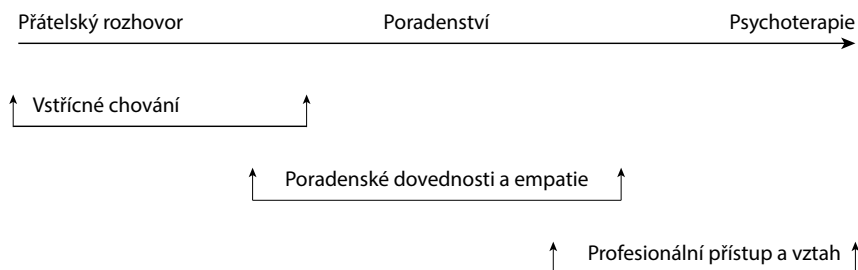 Přátelský rozhovor Poradenství Psychoterapie
Vstřícné chování
Poradenské dovednosti a empatie
Profesionální přístup a vztah